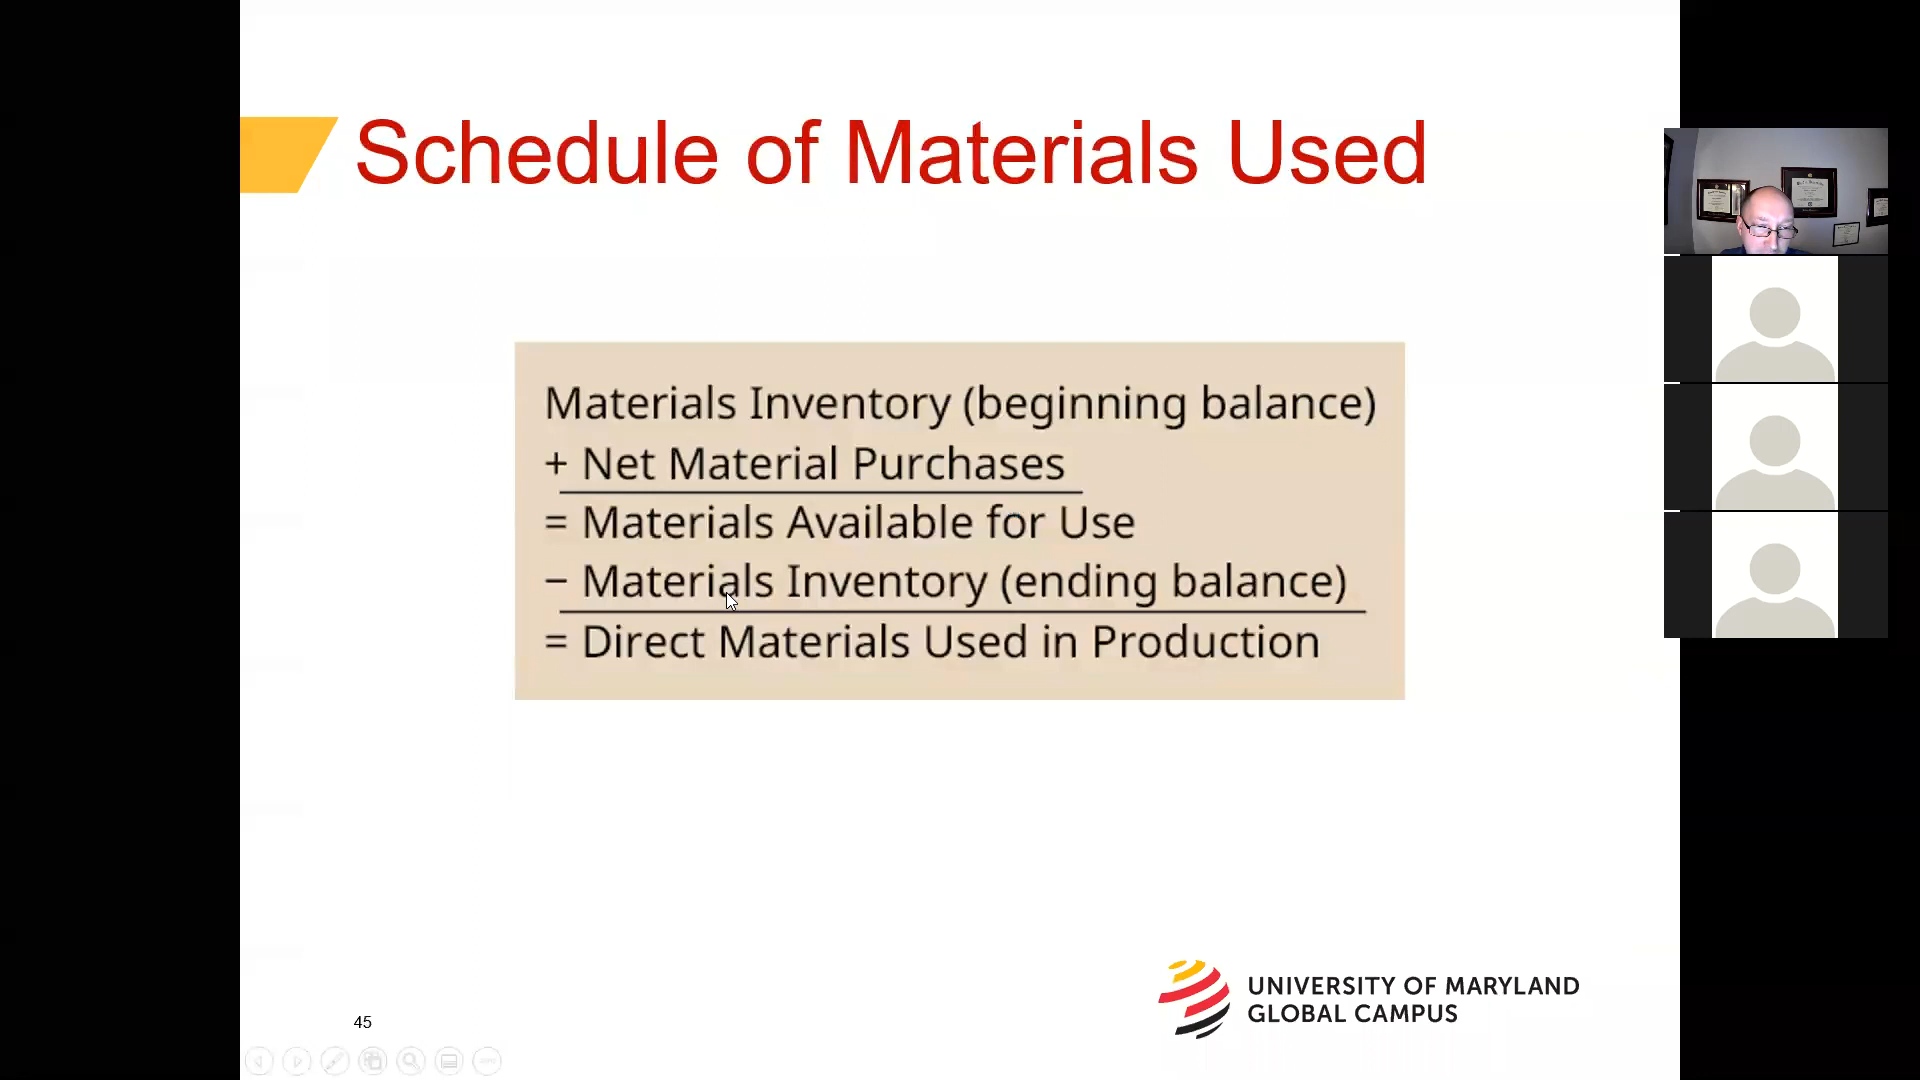 Schedule of Materials Used
Materials Inventory (beginning balance)
+ Net Material Purchases
= Materials Available for Use
− Materials Inventory (ending balance)
= Direct Materials Used in Production
UNIVERSITY OF MARYLAND
GLOBAL CAMPUS
45